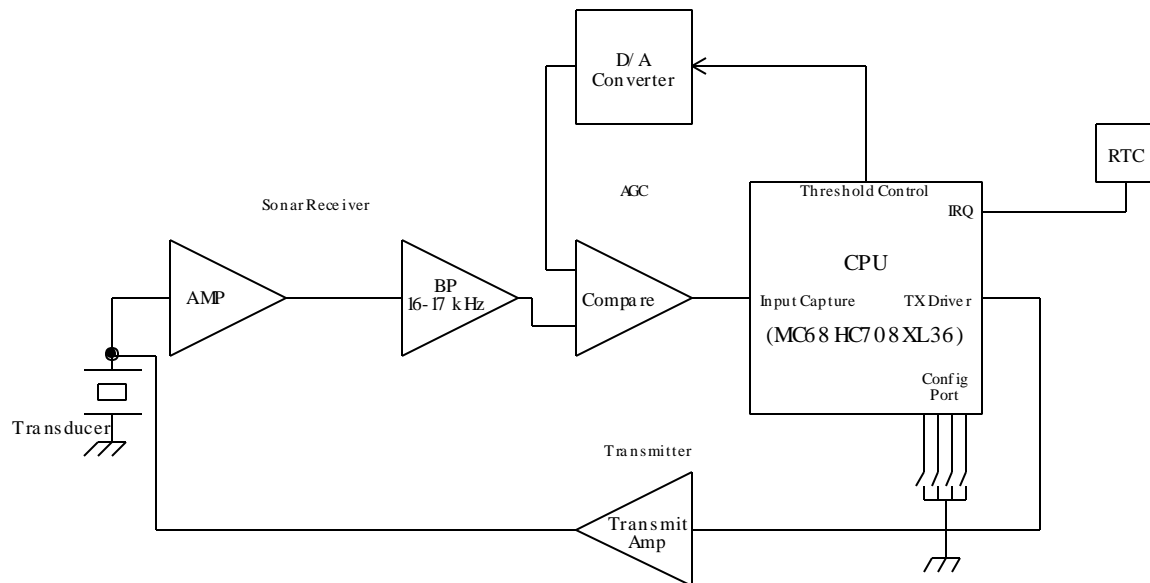 D/A
Converter
RTC
AGC
Threshold Control
Sonar Receiver
IRQ
CPU
BP
AMP
16-17 kHz
Compare
Input Capture
TX Driver
(MC68HC708XL36)
Config
Port
Transducer
Transmitter
Transmit
Amp